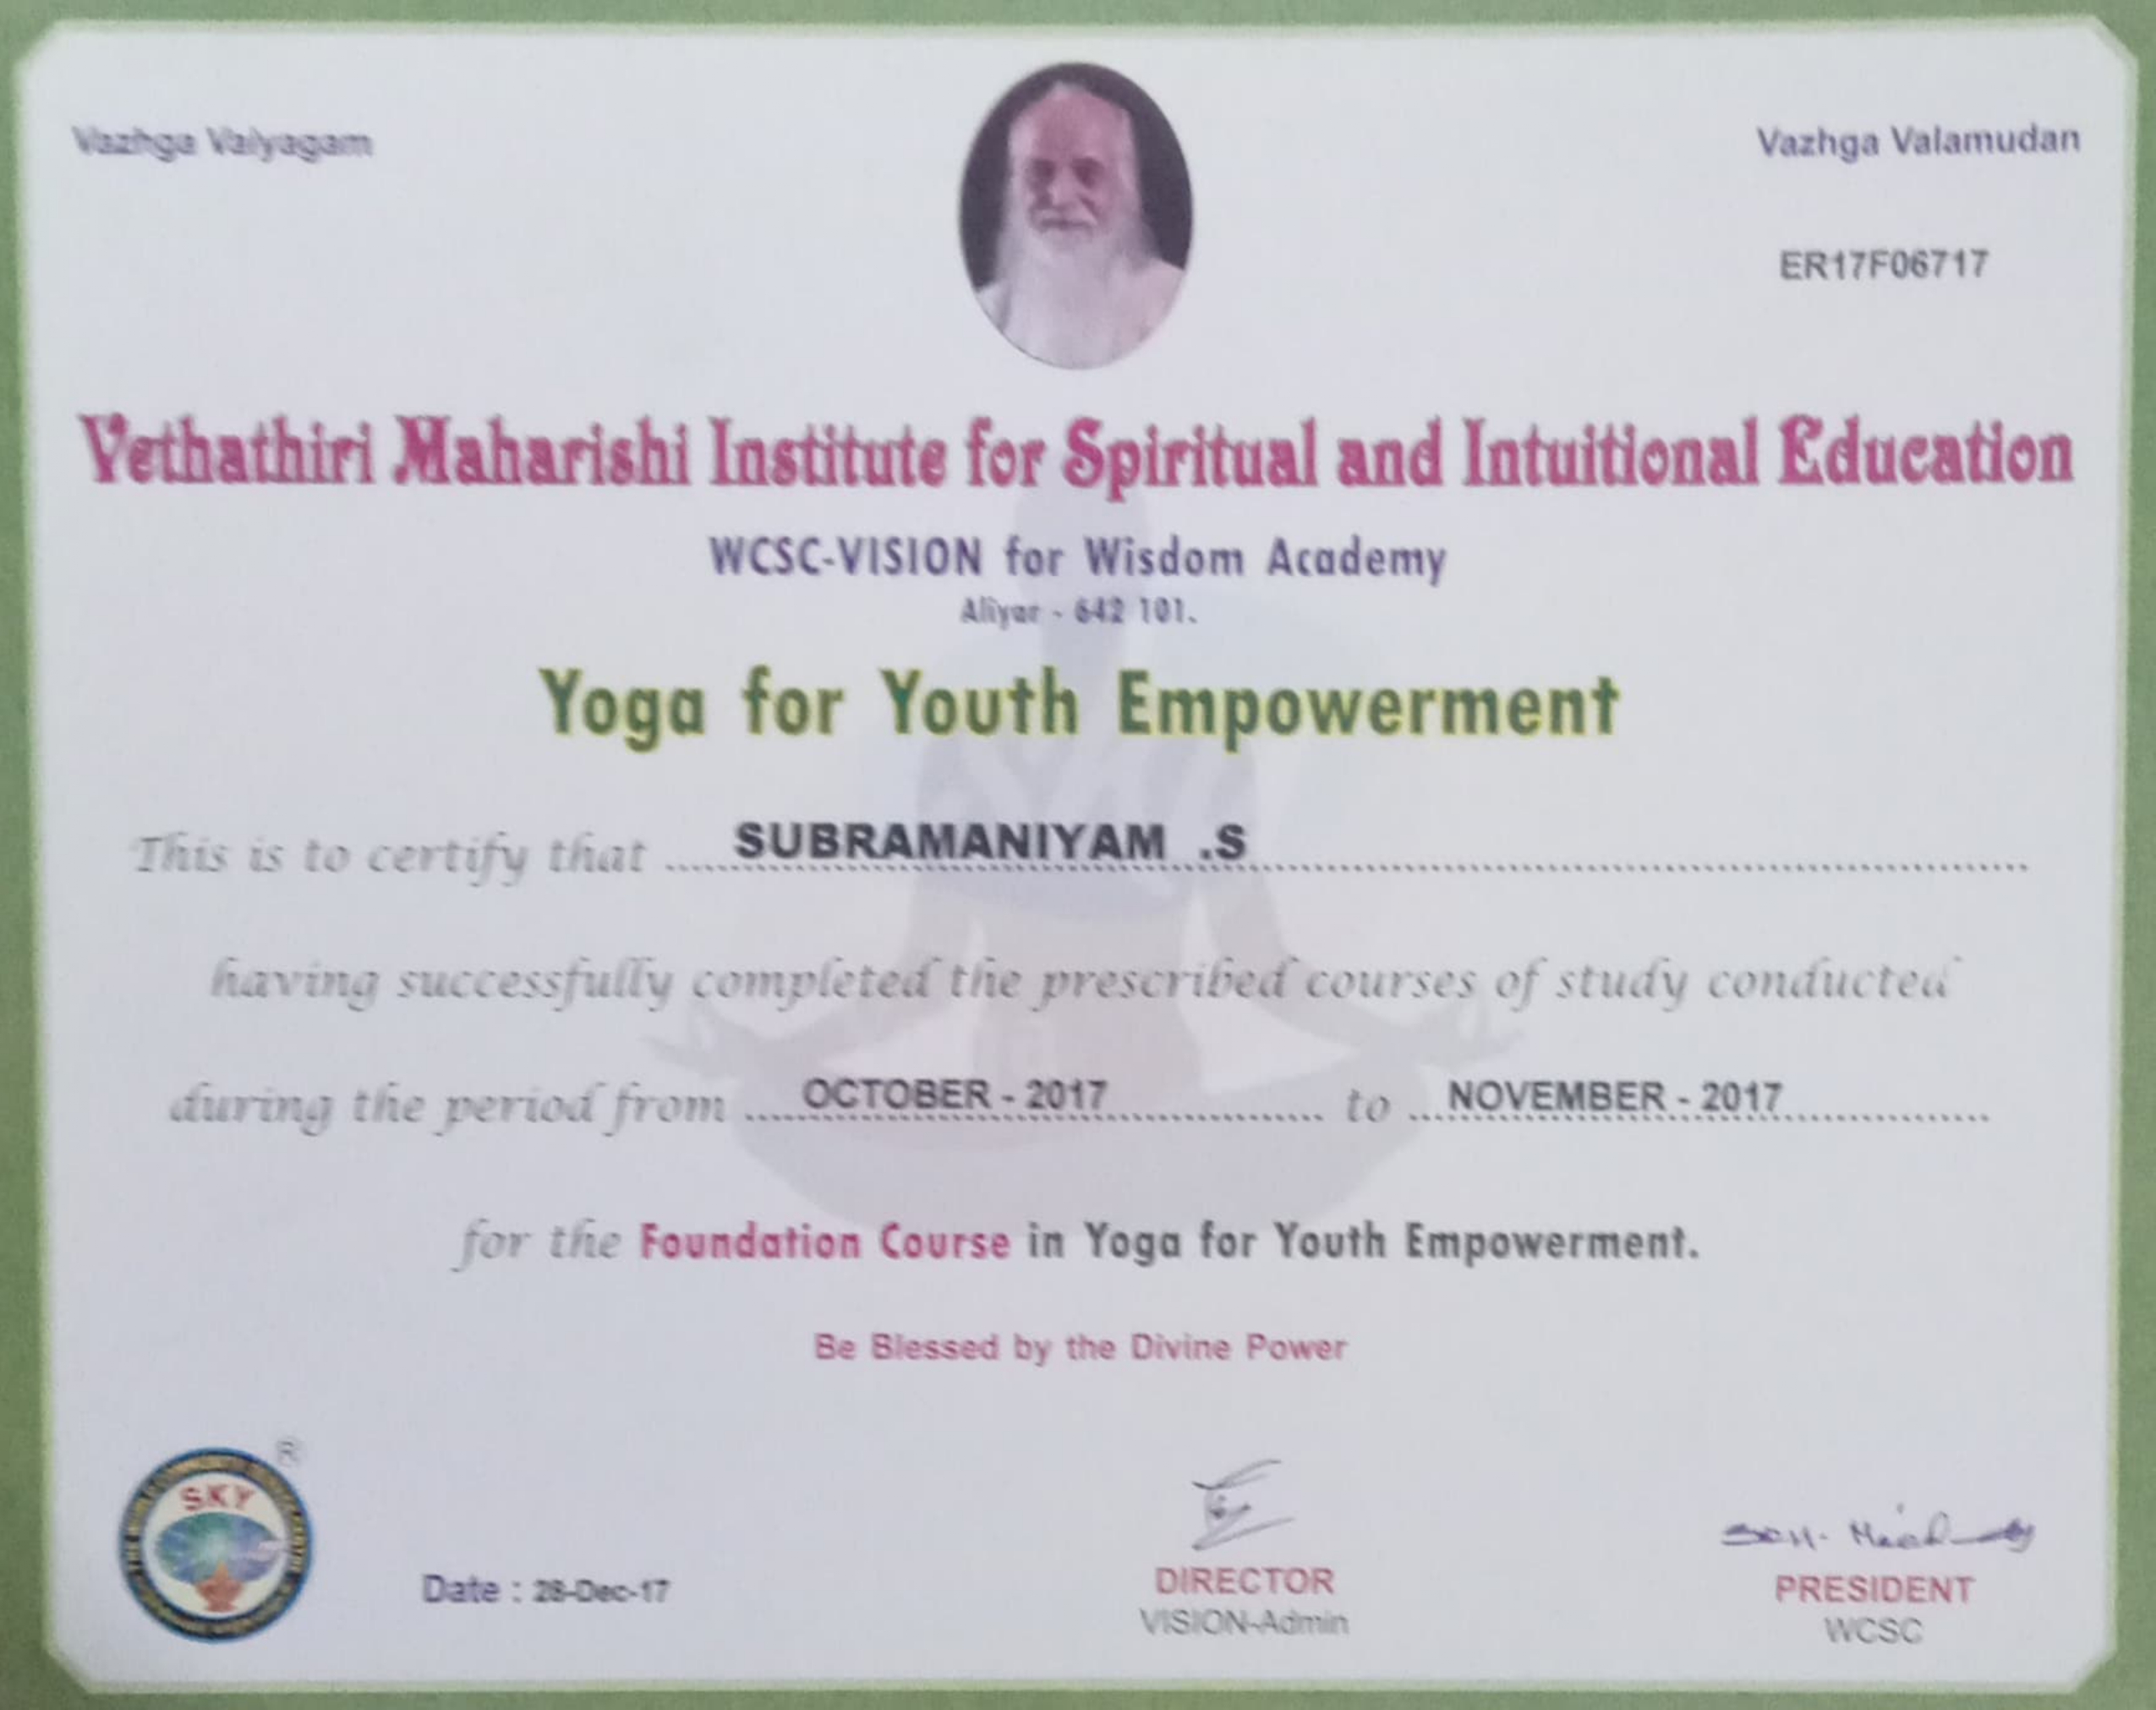 Vazhga Vaiyagam
Vazhga Valamudan
ER17F06717
Vethathiri Maharishi Institute for Spiritual and Intuitional Education
WCSC-VISION for Wisdom Academy
Aliyar - 642 101.
Yoga for Youth Empowerment
This is to certify that ..... SUBRAMANIYAM .S
having successfully completed the prescribed courses of study conducted
during the period from ..... OCTOBER - 2017 ..... to ... NOVEMBER - 2017
for the Foundation Course in Yoga for Youth Empowerment.
Be Blessed by the Divine Power
®
SKY
Date : 28-Dec-17
DIRECTOR
VISION-Admin
PRESIDENT
WCSC